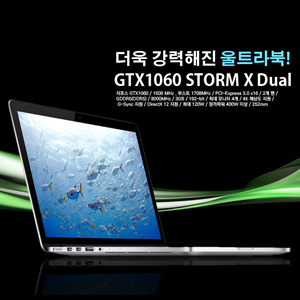 더욱 강력해진 울트라북!
GTX1060 STORM X Dual
지포스 GTX1060 / 1506 MHz , 부스트 1708MHz / PCI-Express 3.0 x16 / 2개 팬 /
GDDR5(DDR5) / 8000MHz / 3GB / 192-bit / 최대 모니터 4개 / 4K 해상도 지원 /
G-Sync 지원 / DirectX 12 지원 / 최대 120W / 정격파워 400W 이상 / 252mm